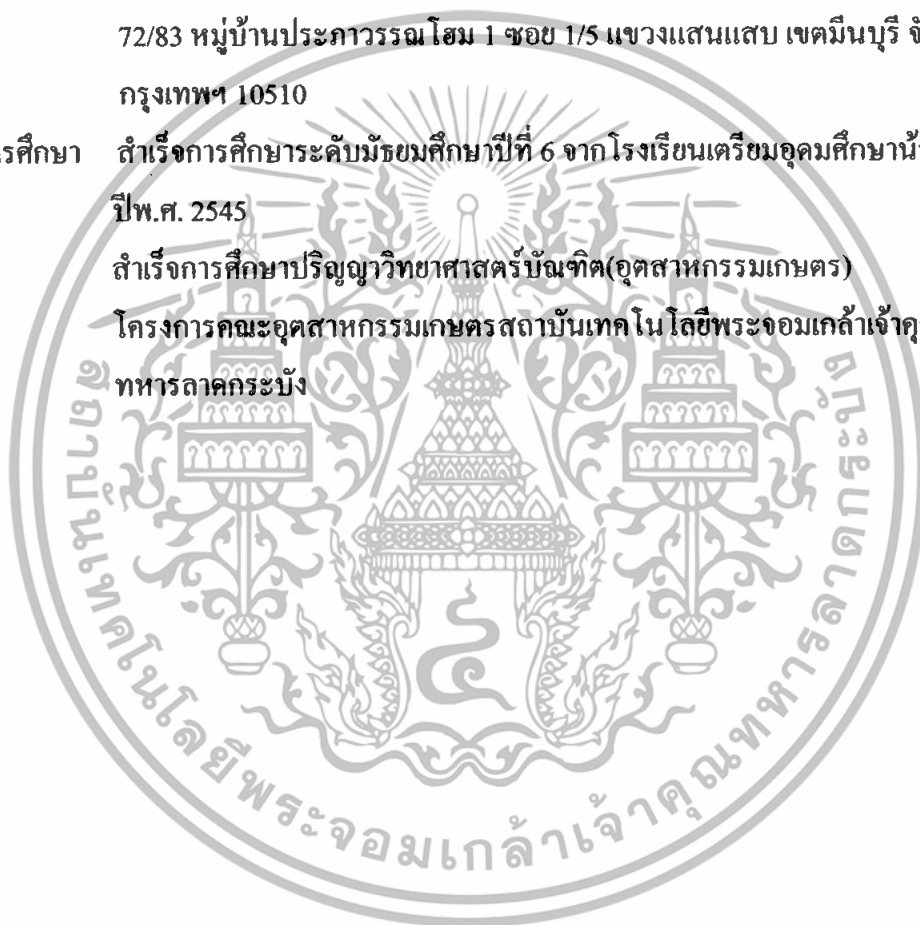 72/83 หมู่บ้านประภาวรรณโฮม 1 ซอย 1/5 แขวงแสนแสบ เขตมีนบุรี
กรุงเทพฯ 10510
รศึกษา สำเร็จการศึกษาระดับมัธยมศึกษาปีที่ 6 จากโรงเรียนเตรียมอุดมศึกษาน้
ปีพ.ศ. 2545
สำเร็จการศึกษาปริญญาวิทยาศาสตร์บัณฑิต(อุตสาหกรรมเกษตร)
โครงการคณะอุตสาหกรรมเกษตรสถาบันเทคโนโลยีพระจอมเกล้าเจ้าคุ
ทหารลาดกระบัง
สถาบันเทคโนโลยีพระจอมเกล้าเจ้าคุณทหารลาดกระบัง
๔